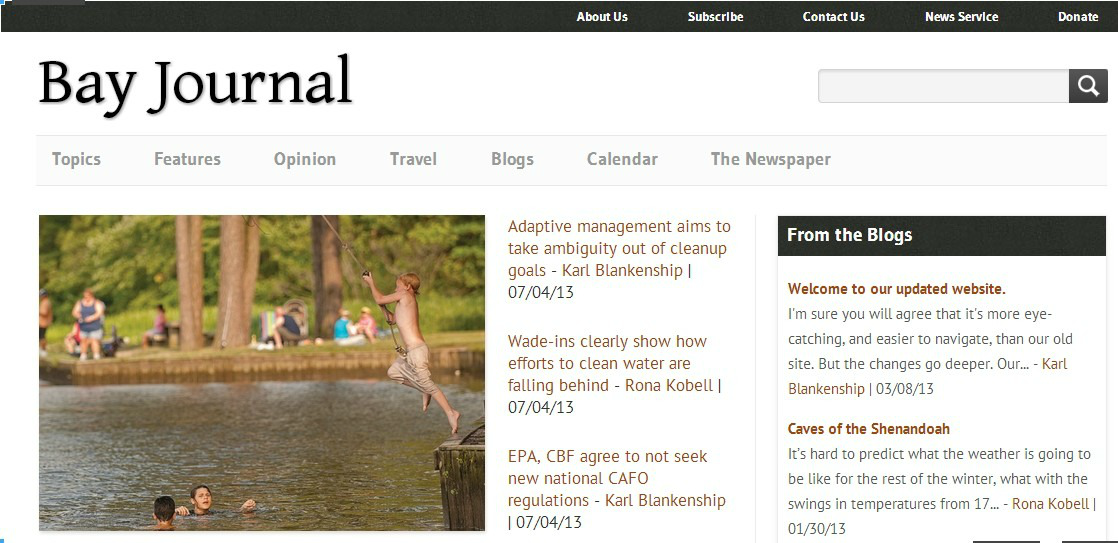 About Us Subscribe Contact Us News Service Donate
Bay Journal
Topics Features Opinion Travel Blogs Calendar The Newspaper
Adaptive management aims to
take ambiguity out of cleanup
goals - Karl Blankenship |
07/04/13
Wade-ins clearly show how
efforts to clean water are
falling behind - Rona Kobell |
07/04/13
EPA, CBF agree to not seek
new national CAFO
regulations - Karl Blankenship
| 07/04/13
From the Blogs
Welcome to our updated website.
I'm sure you will agree that it's more eye-
catching, and easier to navigate, than our old
site. But the changes go deeper. Our... - Karl
Blankenship | 03/08/13
Caves of the Shenandoah
It's hard to predict what the weather is going to
be like for the rest of the winter, what with the
swings in temperatures from 17... - Rona Kobell |
01/30/13